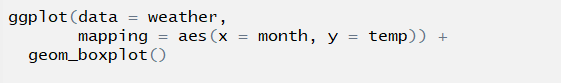 ggplot(data = weather,
       mapping = aes(x = month, y = temp)) +
  geom_boxplot()